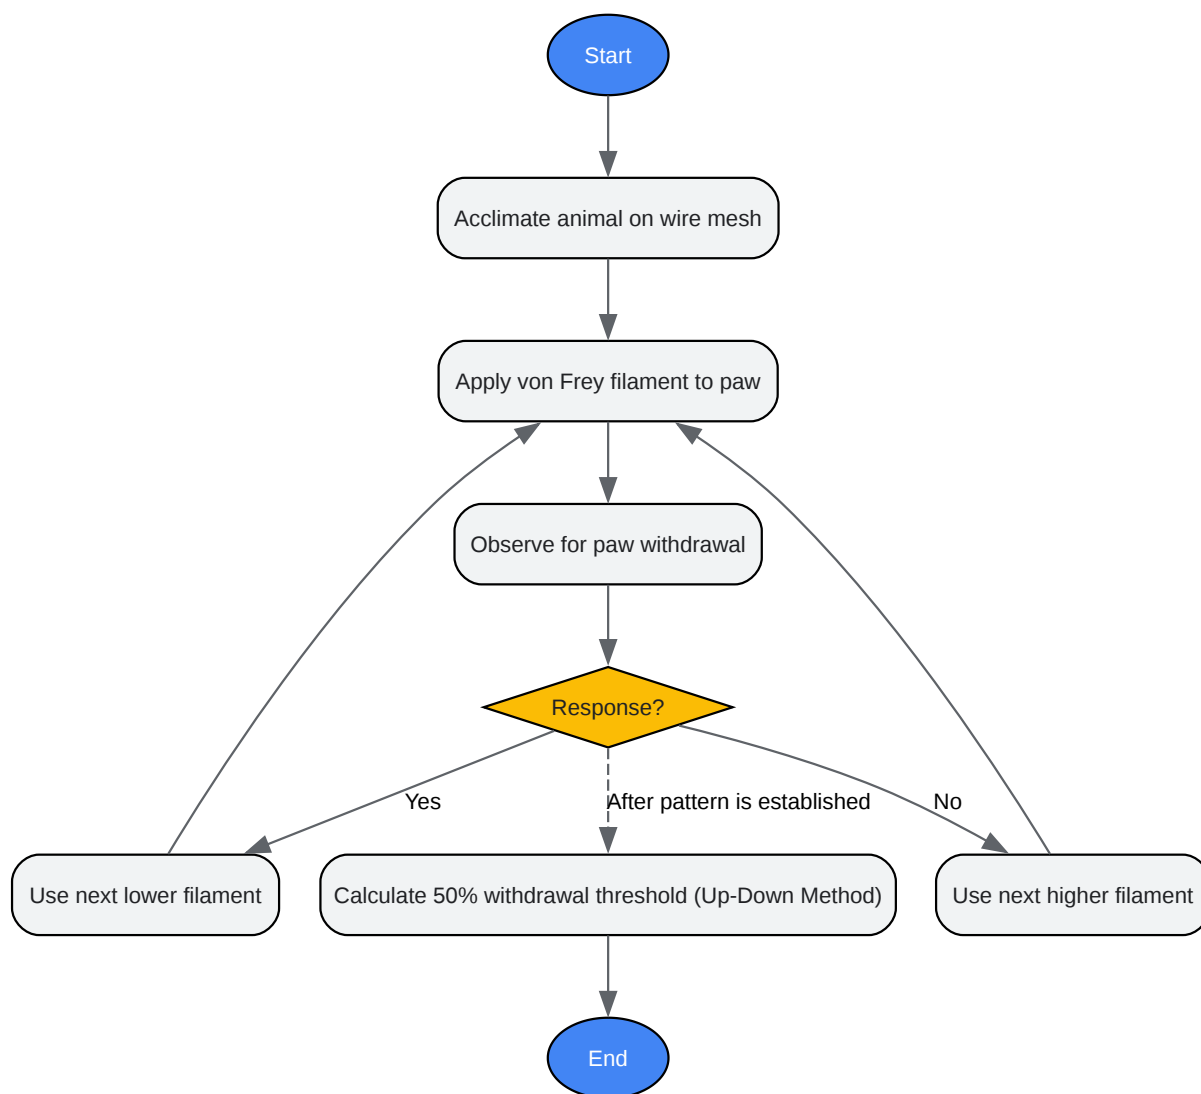 Start
Acclimate animal on wire mesh
Apply von Frey filament to paw
Observe for paw withdrawal
Response?
Yes
After pattern is established
No
Use next lower filament
Calculate 50% withdrawal threshold (Up-Down Method)
Use next higher filament
End